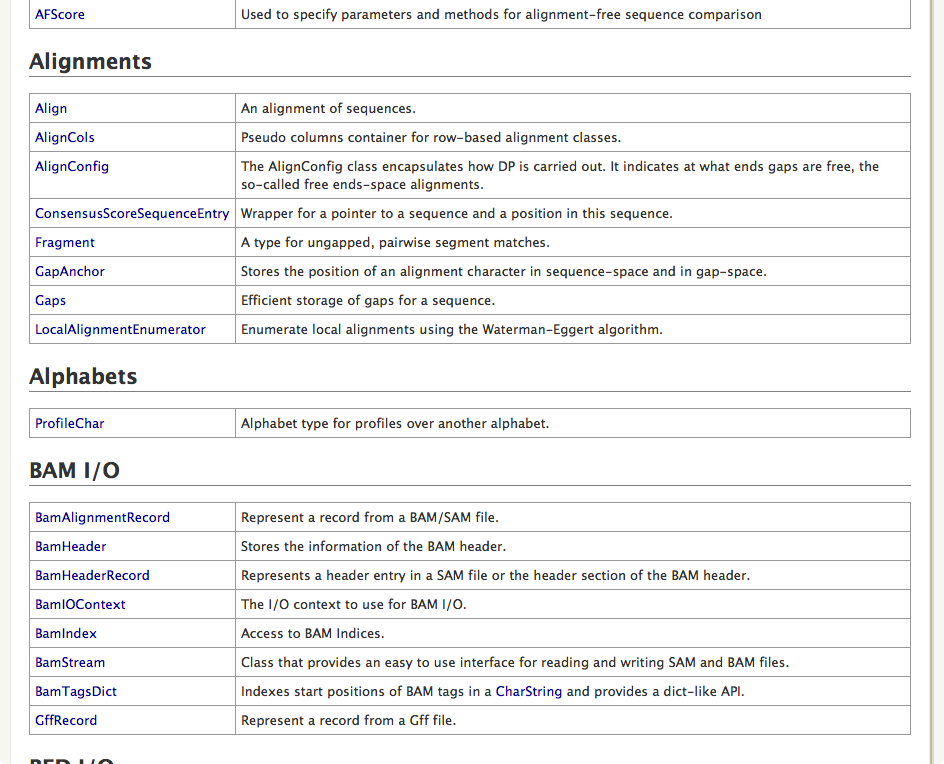 AFScore Used to specify parameters and methods for alignment-free sequence comparison
Alignments
Align An alignment of sequences.
AlignCols Pseudo columns container for row-based alignment classes.
AlignConfig The AlignConfig class encapsulates how DP is carried out. It indicates at what ends gaps are free, the
so-called free ends-space alignments.
ConsensusScoreSequenceEntry Wrapper for a pointer to a sequence and a position in this sequence.
Fragment A type for ungapped, pairwise segment matches.
GapAnchor Stores the position of an alignment character in sequence-space and in gap-space.
Gaps Efficient storage of gaps for a sequence.
LocalAlignmentEnumerator Enumerate local alignments using the Waterman-Eggert algorithm.
Alphabets
ProfileChar Alphabet type for profiles over another alphabet.
BAM I/O
BamAlignmentRecord Represent a record from a BAM/SAM file.
BamHeader Stores the information of the BAM header.
BamHeaderRecord Represents a header entry in a SAM file or the header section of the BAM header.
BamIOContext The I/O context to use for BAM I/O.
BamIndex Access to BAM Indices.
BamStream Class that provides an easy to use interface for reading and writing SAM and BAM files.
BamTagsDict Indexes start positions of BAM tags in a CharString and provides a dict-like API.
GffRecord Represent a record from a Gff file.
BED I/O